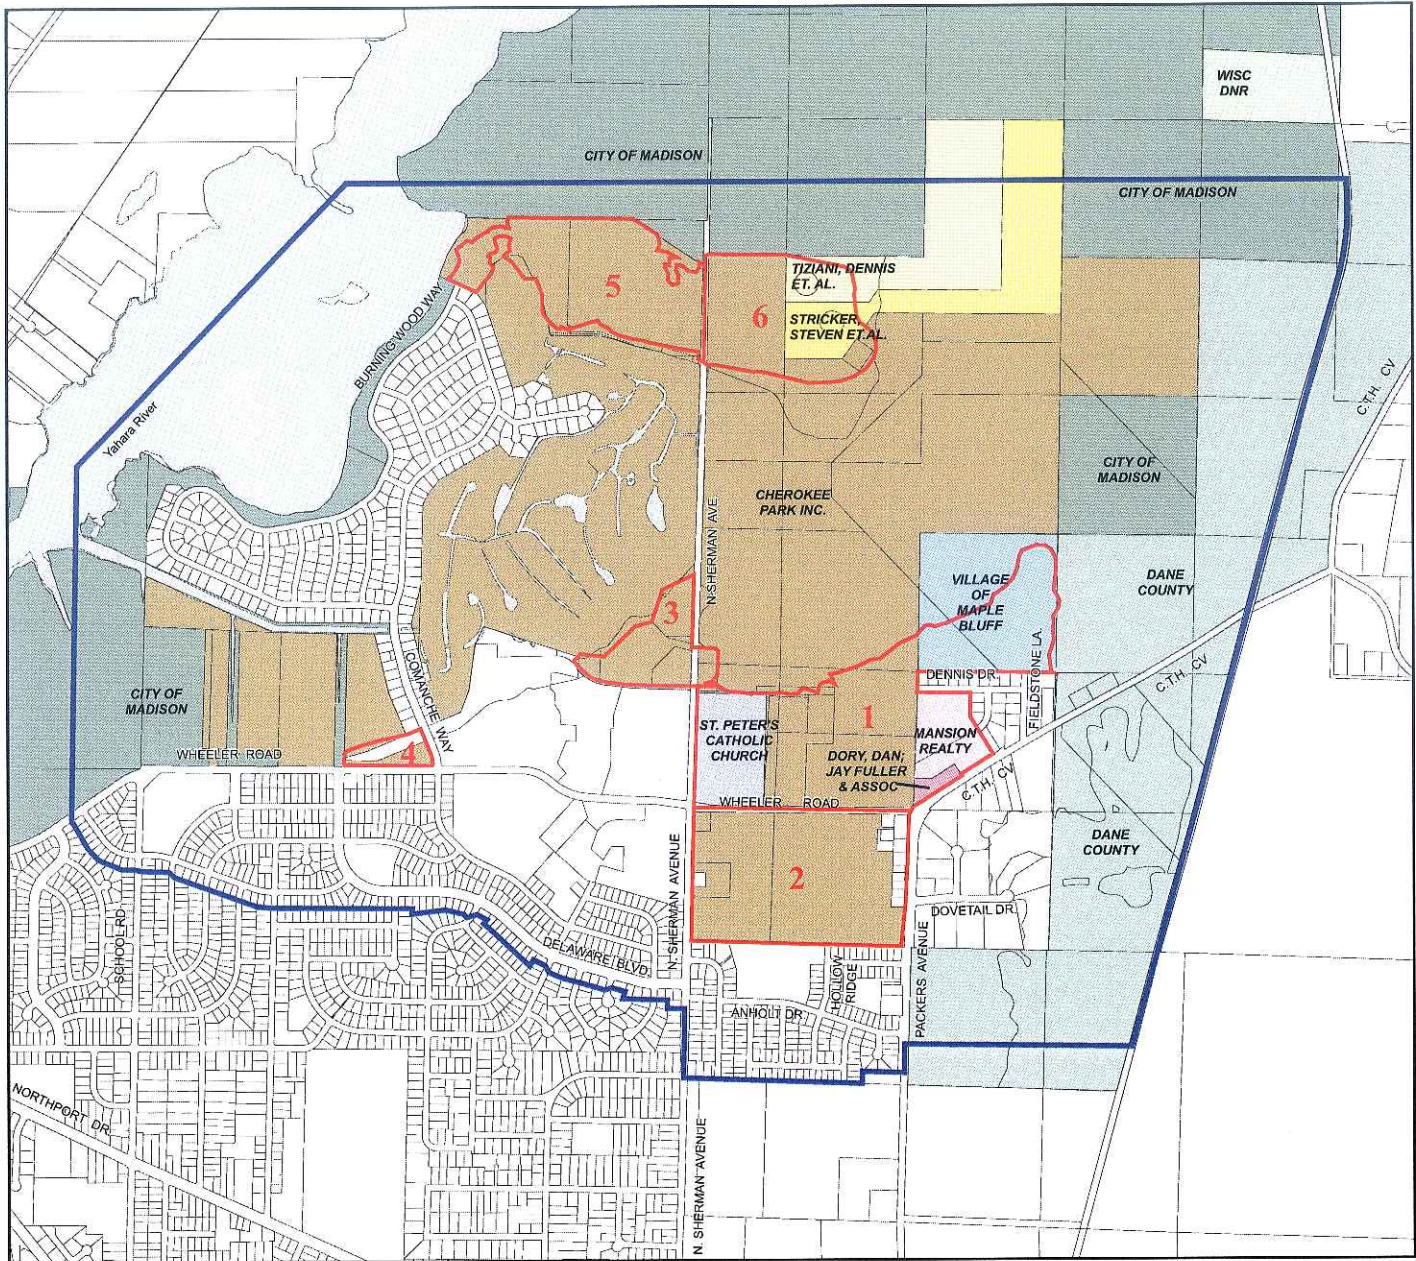 WISC
DNR
CITY OF MADISON
CITY OF MADISON
TIZIANI, DENNIS
ET. AL.
5
6
STRICKER,
STEVEN ET.AL.
BURNING WOOD WAY
Yahara River
C.T.H. CV
CITY OF
MADISON
CHEROKEE
PARK INC.
N.SHERMAN AVE
VILLAGE
OF
MAPLE
BLUFF
DANE
COUNTY
3
COMANCHE WAY
DENNIS DR.
FIELDSTONE LA.
C.T.H. CV
CITY OF
MADISON
1
ST. PETER'S
CATHOLIC
CHURCH
MANSION
REALTY
WHEELER ROAD
4
DORY, DAN;
JAY FULLER
& ASSOC
C.T.H. CV
WHEELER ROAD
DANE
COUNTY
2
N. SHERMAN AVENUE
DOVETAIL DR.
SCHOOL RD
DELAWARE BLVD.
HOLLOW
RIDGE
PACKERS AVENUE
ANHOLT DR.
NORTHPORT DR.
N. SHERMAN AVENUE